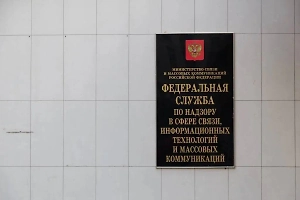 МИНИСТЕРСТВО СВЯЗИ
И МАССОВЫХ КОММУНИКАЦИЙ
РОССИЙСКОЙ ФЕДЕРАЦИИ
ФЕДЕРАЛЬНАЯ
СЛУЖБА
ПО НАДЗОРУ
В СФЕРЕ СВЯЗИ,
ИНФОРМАЦИОННЫХ
ТЕХНОЛОГИЙ
И МАССОВЫХ
КОММУНИКАЦИЙ